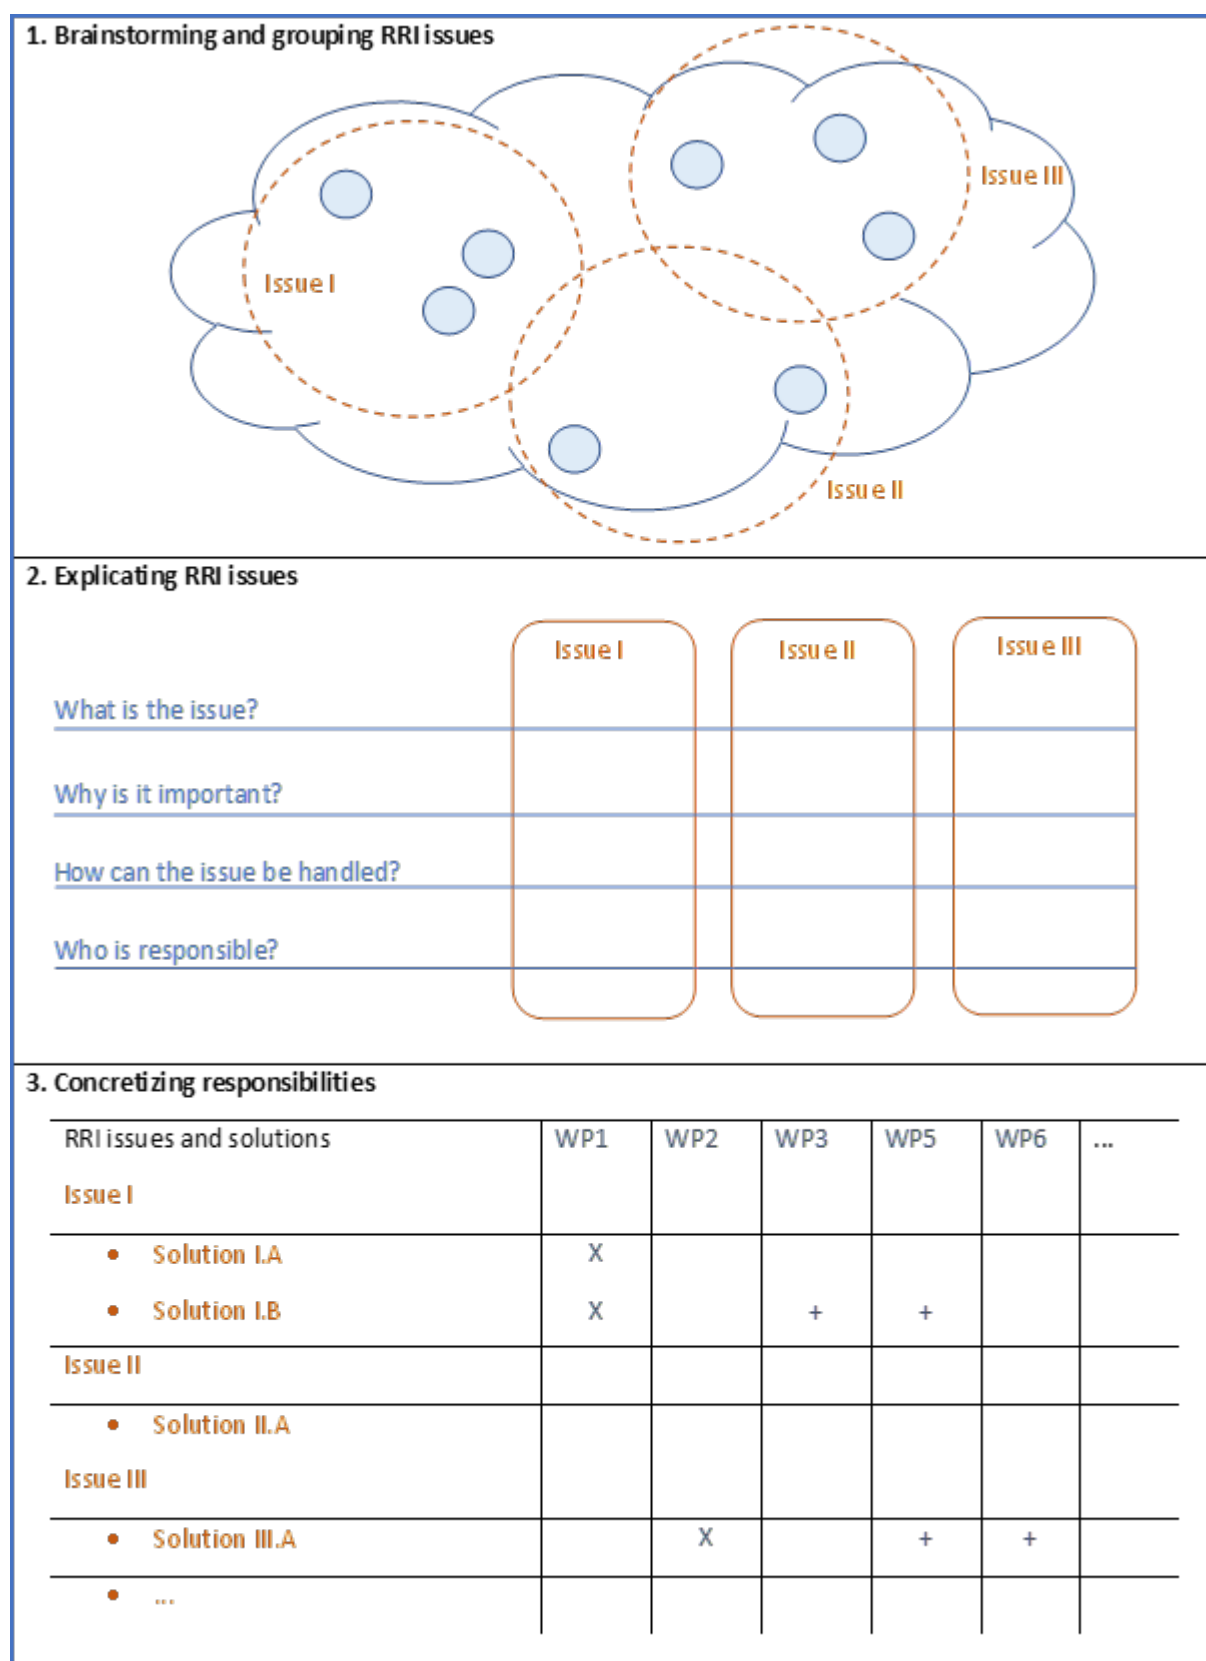 1. Brainstorming and grouping RRI issues
Issue III
Issue I
Issue II
2. Explicating RRI issues
Issue I Issue II Issue III
What is the issue?
Why is it important?
How can the issue be handled?
Who is responsible?
3. Concretizing responsibilities
RRI issues and solutions WP1 WP2 WP3 WP5 WP6 ...
Issue I
• Solution I.A X
• Solution I.B X + +
Issue II
• Solution II.A
Issue III
• Solution III.A X + +
• ...